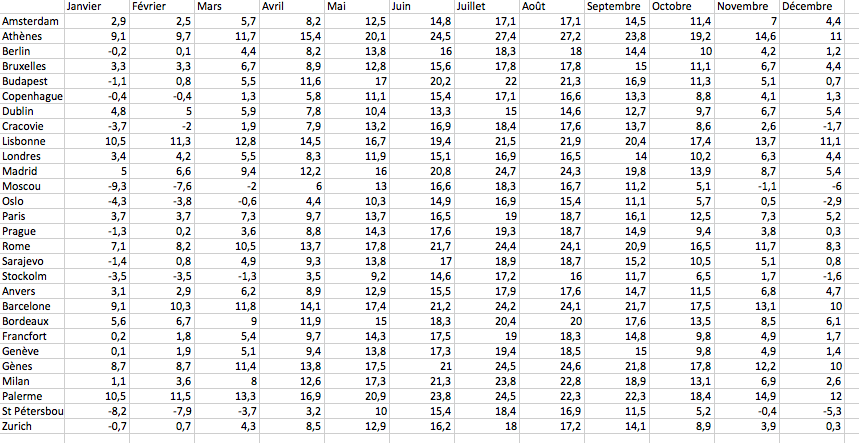 Janvier Février Mars Avril Mai Juin Juillet Août Septembre Octobre Novembre Décembre
Amsterdam 2,9 2,5 5,7 8,2 12,5 14,8 17,1 17,1 14,5 11,4 7 4,4
Athènes 9,1 9,7 11,7 15,4 20,1 24,5 27,4 27,2 23,8 19,2 14,6 11
Berlin -0,2 0,1 4,4 8,2 13,8 16 18,3 18 14,4 10 4,2 1,2
Bruxelles 3,3 3,3 6,7 8,9 12,8 15,6 17,8 17,8 15 11,1 6,7 4,4
Budapest -1,1 0,8 5,5 11,6 17 20,2 22 21,3 16,9 11,3 5,1 0,7
Copenhague -0,4 -0,4 1,3 5,8 11,1 15,4 17,1 16,6 13,3 8,8 4,1 1,3
Dublin 4,8 5 5,9 7,8 10,4 13,3 15 14,6 12,7 9,7 6,7 5,4
Cracovie -3,7 -2 1,9 7,9 13,2 16,9 18,4 17,6 13,7 8,6 2,6 -1,7
Lisbonne 10,5 11,3 12,8 14,5 16,7 19,4 21,5 21,9 20,4 17,4 13,7 11,1
Londres 3,4 4,2 5,5 8,3 11,9 15,1 16,9 16,5 14 10,2 6,3 4,4
Madrid 5 6,6 9,4 12,2 16 20,8 24,7 24,3 19,8 13,9 8,7 5,4
Moscou -9,3 -7,6 -2 6 13 16,6 18,3 16,7 11,2 5,1 -1,1 -6
Oslo -4,3 -3,8 -0,6 4,4 10,3 14,9 16,9 15,4 11,1 5,7 0,5 -2,9
Paris 3,7 3,7 7,3 9,7 13,7 16,5 19 18,7 16,1 12,5 7,3 5,2
Prague -1,3 0,2 3,6 8,8 14,3 17,6 19,3 18,7 14,9 9,4 3,8 0,3
Rome 7,1 8,2 10,5 13,7 17,8 21,7 24,4 24,1 20,9 16,5 11,7 8,3
Sarajevo -1,4 0,8 4,9 9,3 13,8 17 18,9 18,7 15,2 10,5 5,1 0,8
Stockolm -3,5 -3,5 -1,3 3,5 9,2 14,6 17,2 16 11,7 6,5 1,7 -1,6
Anvers 3,1 2,9 6,2 8,9 12,9 15,5 17,9 17,6 14,7 11,5 6,8 4,7
Barcelone 9,1 10,3 11,8 14,1 17,4 21,2 24,2 24,1 21,7 17,5 13,1 10
Bordeaux 5,6 6,7 9 11,9 15 18,3 20,4 20 17,6 13,5 8,5 6,1
Francfort 0,2 1,8 5,4 9,7 14,3 17,5 19 18,3 14,8 9,8 4,9 1,7
Genève 0,1 1,9 5,1 9,4 13,8 17,3 19,4 18,5 15 9,8 4,9 1,4
Gènes 8,7 8,7 11,4 13,8 17,5 21 24,5 24,6 21,8 17,8 12,2 10
Milan 1,1 3,6 8 12,6 17,3 21,3 23,8 22,8 18,9 13,1 6,9 2,6
Palerme 10,5 11,5 13,3 16,9 20,9 23,8 24,5 22,3 22,3 18,4 14,9 12
St Pétersbou -8,2 -7,9 -3,7 3,2 10 15,4 18,4 16,9 11,5 5,2 -0,4 -5,3
Zurich -0,7 0,7 4,3 8,5 12,9 16,2 18 17,2 14,1 8,9 3,9 0,3